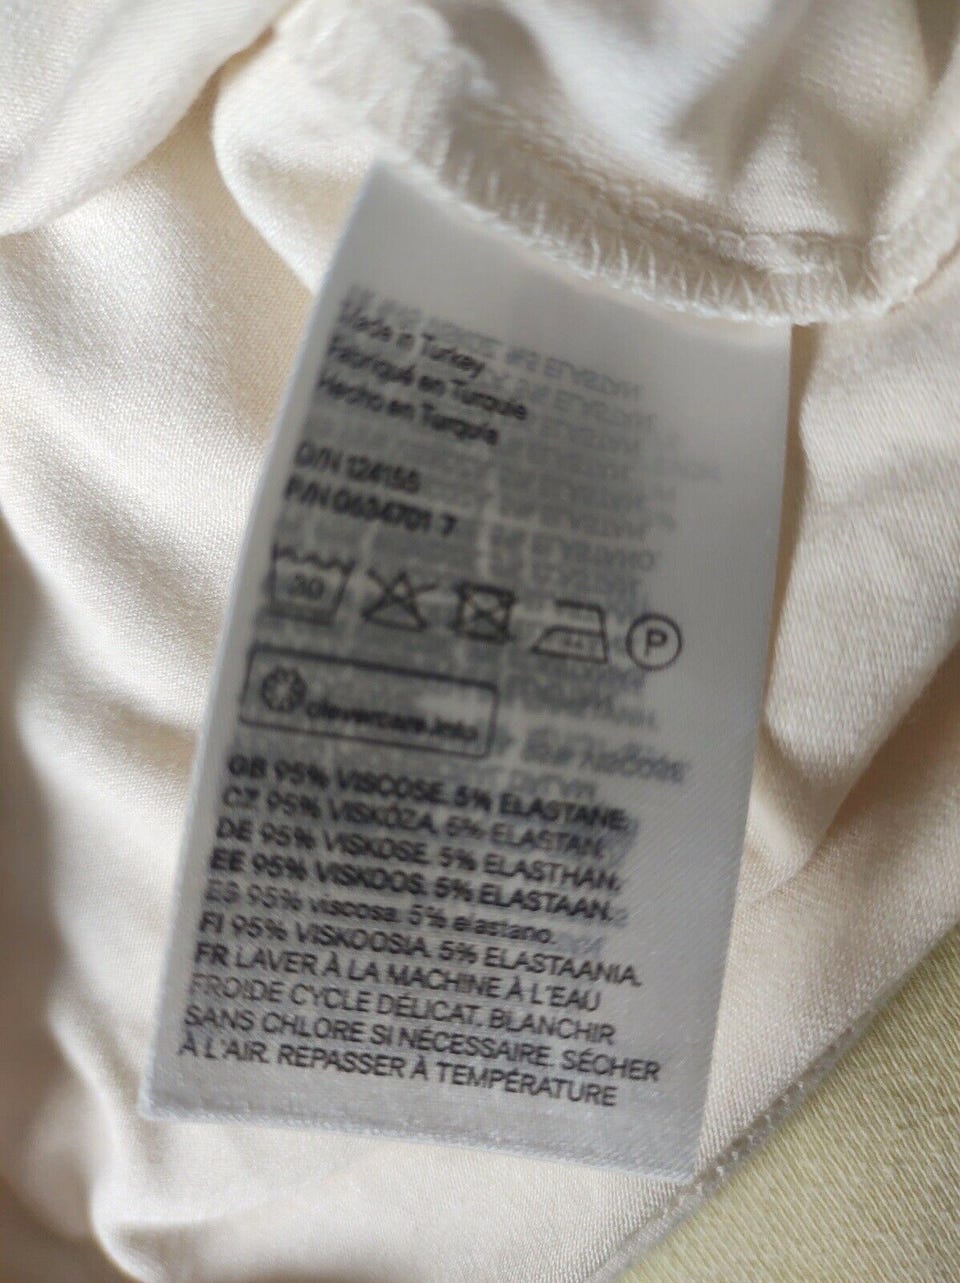 Made in Turkey
Fabriqué en Turquie
Hecho en Turquía
O/N 124155
P/N 0634701 7
30
P
clevercare.info
GB 95% VISCOSE. 5% ELASTANE.
CZ 95% VISKÓZA. 5% ELASTAN.
DE 95% VISKOSE. 5% ELASTHAN.
EE 95% VISKOOS. 5% ELASTAAN.
ES 95% viscosa. 5% elastano.
FI 95% VISKOOSIA. 5% ELASTAANIA.
FR LAVER À LA MACHINE À L'EAU
FROIDE CYCLE DÉLICAT. BLANCHIR
SANS CHLORE SI NÉCESSAIRE. SÉCHER
À L'AIR. REPASSER À TEMPÉRATURE